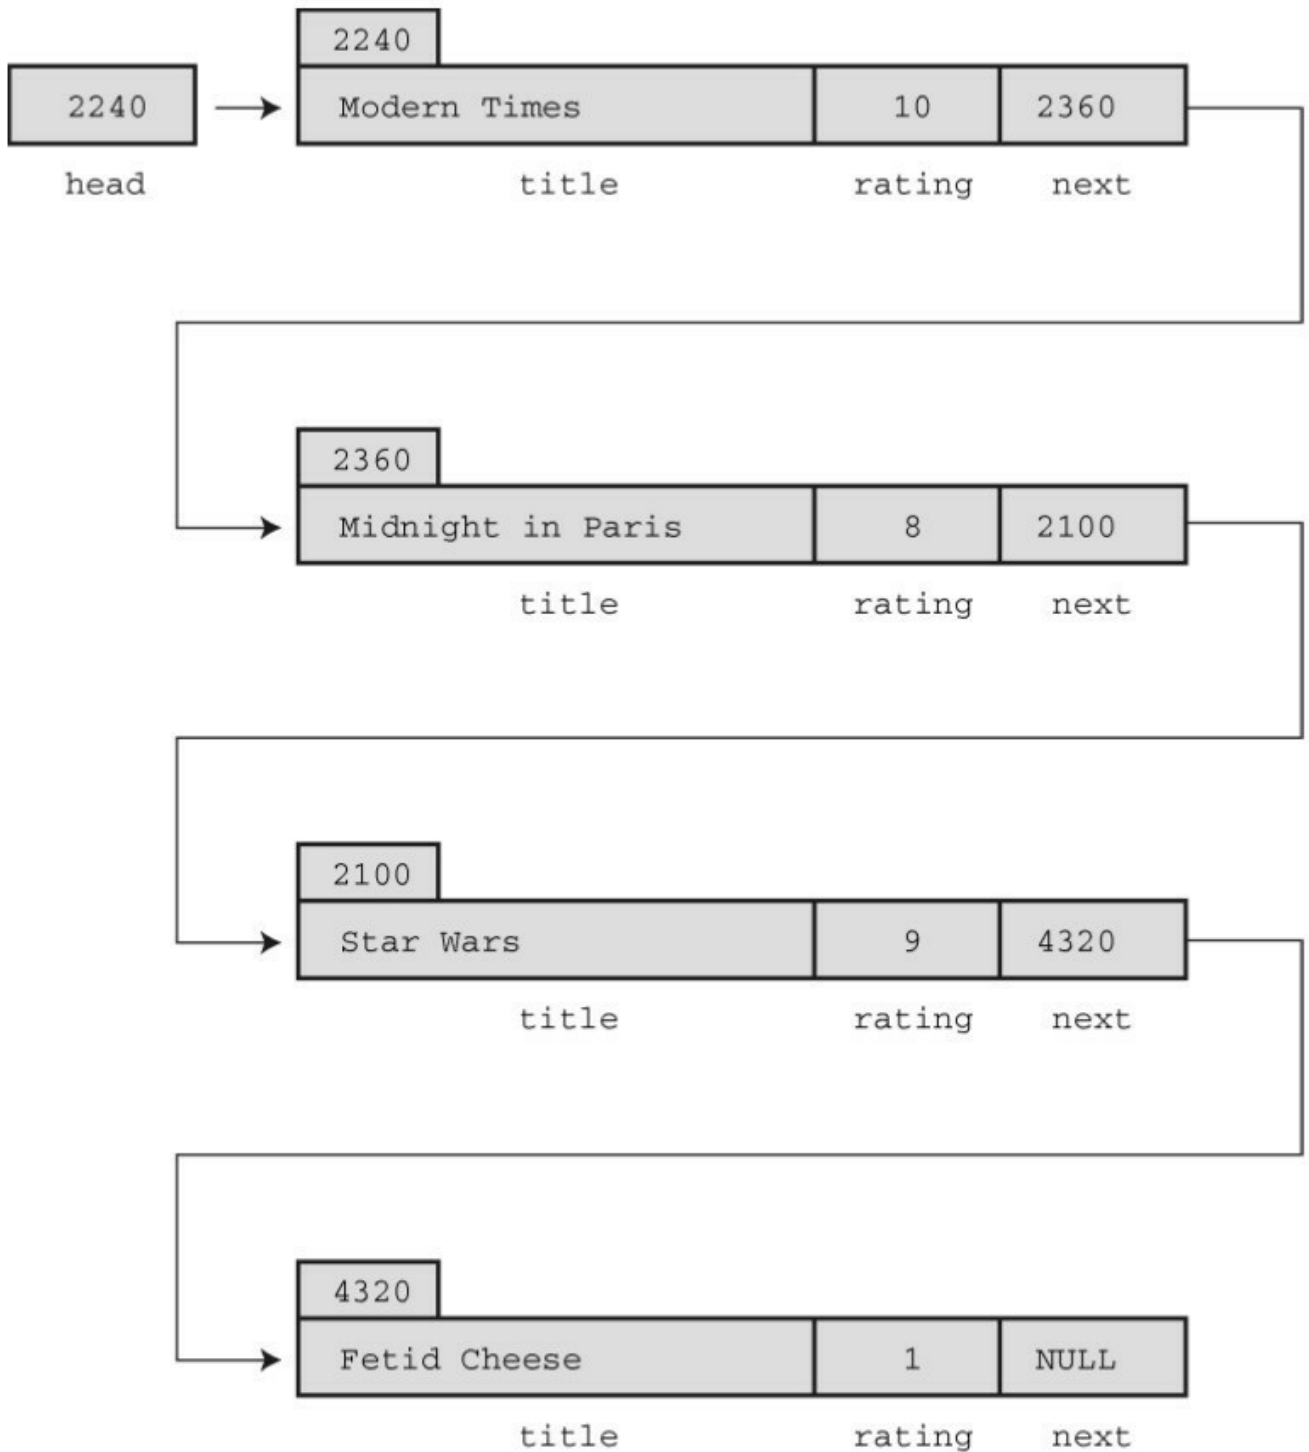 2240
2240 Modern Times 10 2360
head title rating next
2360
Midnight in Paris 8 2100
title rating next
2100
Star Wars 9 4320
title rating next
4320
Fetid Cheese 1 NULL
title rating next